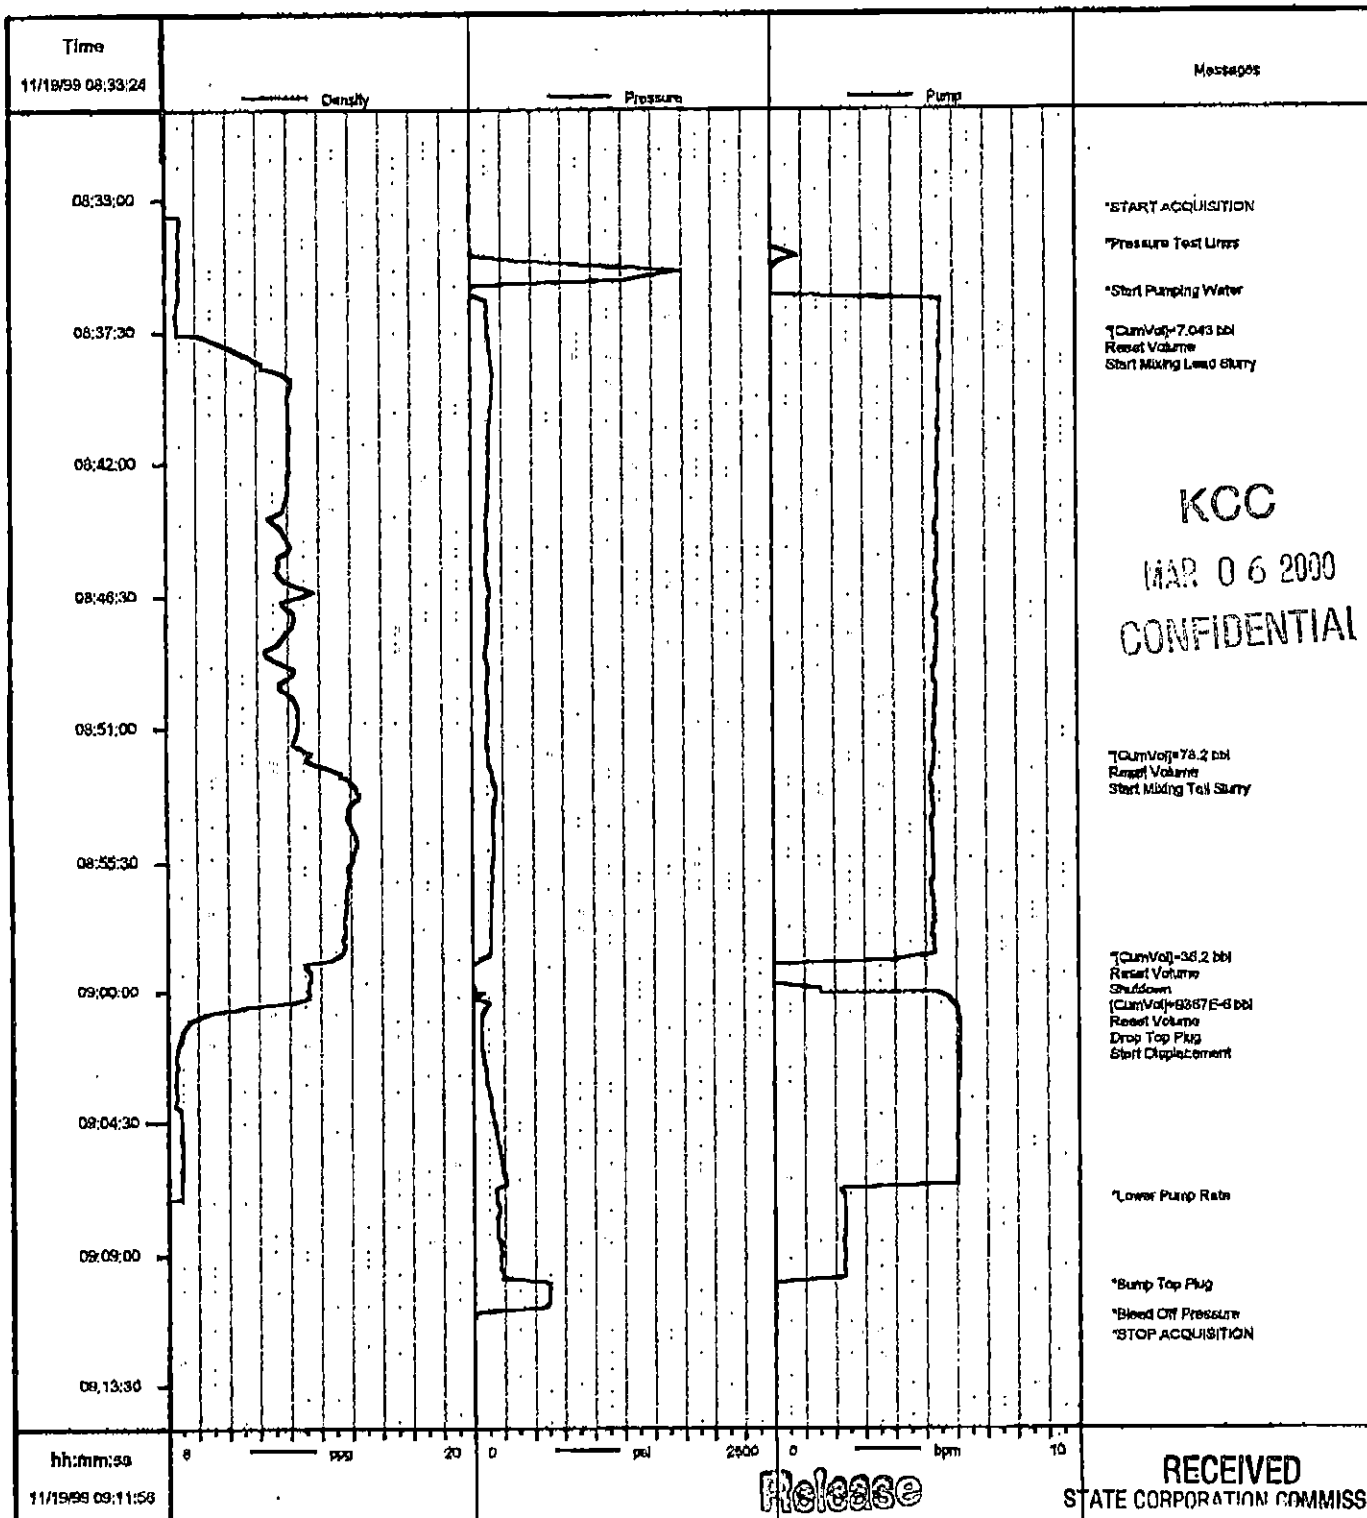 Time
11/19/99 08:33:24
Density
Pressure
Pump
Messages
08:33:00
08:37:30
08:42:00
08:46:30
08:51:00
08:55:30
09:00:00
09:04:30
09:09:00
09:13:30
*START ACQUISITION
*Pressure Test Lines
*Start Pumping Water
*[CumVol]=7.043 bbl
Reset Volume
Start Mixing Lead Slurry
KCC
MAR 06 2000
CONFIDENTIAL
*[CumVol]=78.2 bbl
Reset Volume
Start Mixing Tail Slurry
*[CumVol]=36.2 bbl
Reset Volume
Shutdown
[CumVol]=9367E-6 bbl
Reset Volume
Drop Top Plug
Start Displacement
*Lower Pump Rate
*Bump Top Plug
*Bleed Off Pressure
*STOP ACQUISITION
hh:mm:ss
11/19/99 09:11:56
8 ppg 20
0 psi 2500
0 bpm 10
Release
RECEIVED
STATE CORPORATION COMMISS